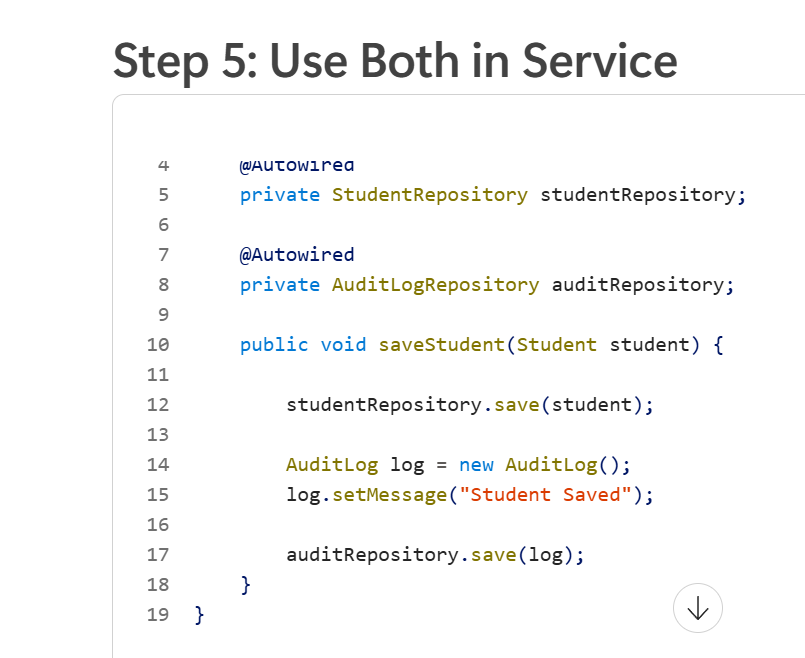 Step 5: Use Both in Service
4 @Autowired
5 private StudentRepository studentRepository;
6
7 @Autowired
8 private AuditLogRepository auditRepository;
9
10 public void saveStudent(Student student) {
11
12 studentRepository.save(student);
13
14 AuditLog log = new AuditLog();
15 log.setMessage("Student Saved");
16
17 auditRepository.save(log);
18 }
19 }